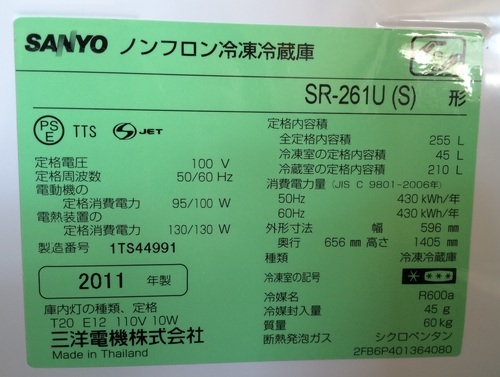 SANYO ノンフロン冷凍冷蔵庫
SR-261U (S) 形
PSE TTS S JET
定格電圧 100 V
定格周波数 50/60 Hz
電動機の
定格消費電力 95/100 W
電熱装置の
定格消費電力 130/130 W
製造番号 1TS44991
2011 年製
庫内灯の種類、定格
T20 E12 110V 10W
三洋電機株式会社
Made in Thailand
定格内容積
全定格内容積 255 L
冷凍室の定格内容積 45 L
冷蔵室の定格内容積 210 L
消費電力量 (JIS C 9801-2006年)
50Hz 430 kWh/年
60Hz 430 kWh/年
外形寸法 幅 596 mm
奥行 656 mm 高さ 1405 mm
種類 冷凍冷蔵庫
冷凍室の記号
冷媒名 R600a
冷媒封入量 45 g
質量 60 kg
断熱発泡ガス シクロペンタン
2FB6P401364080